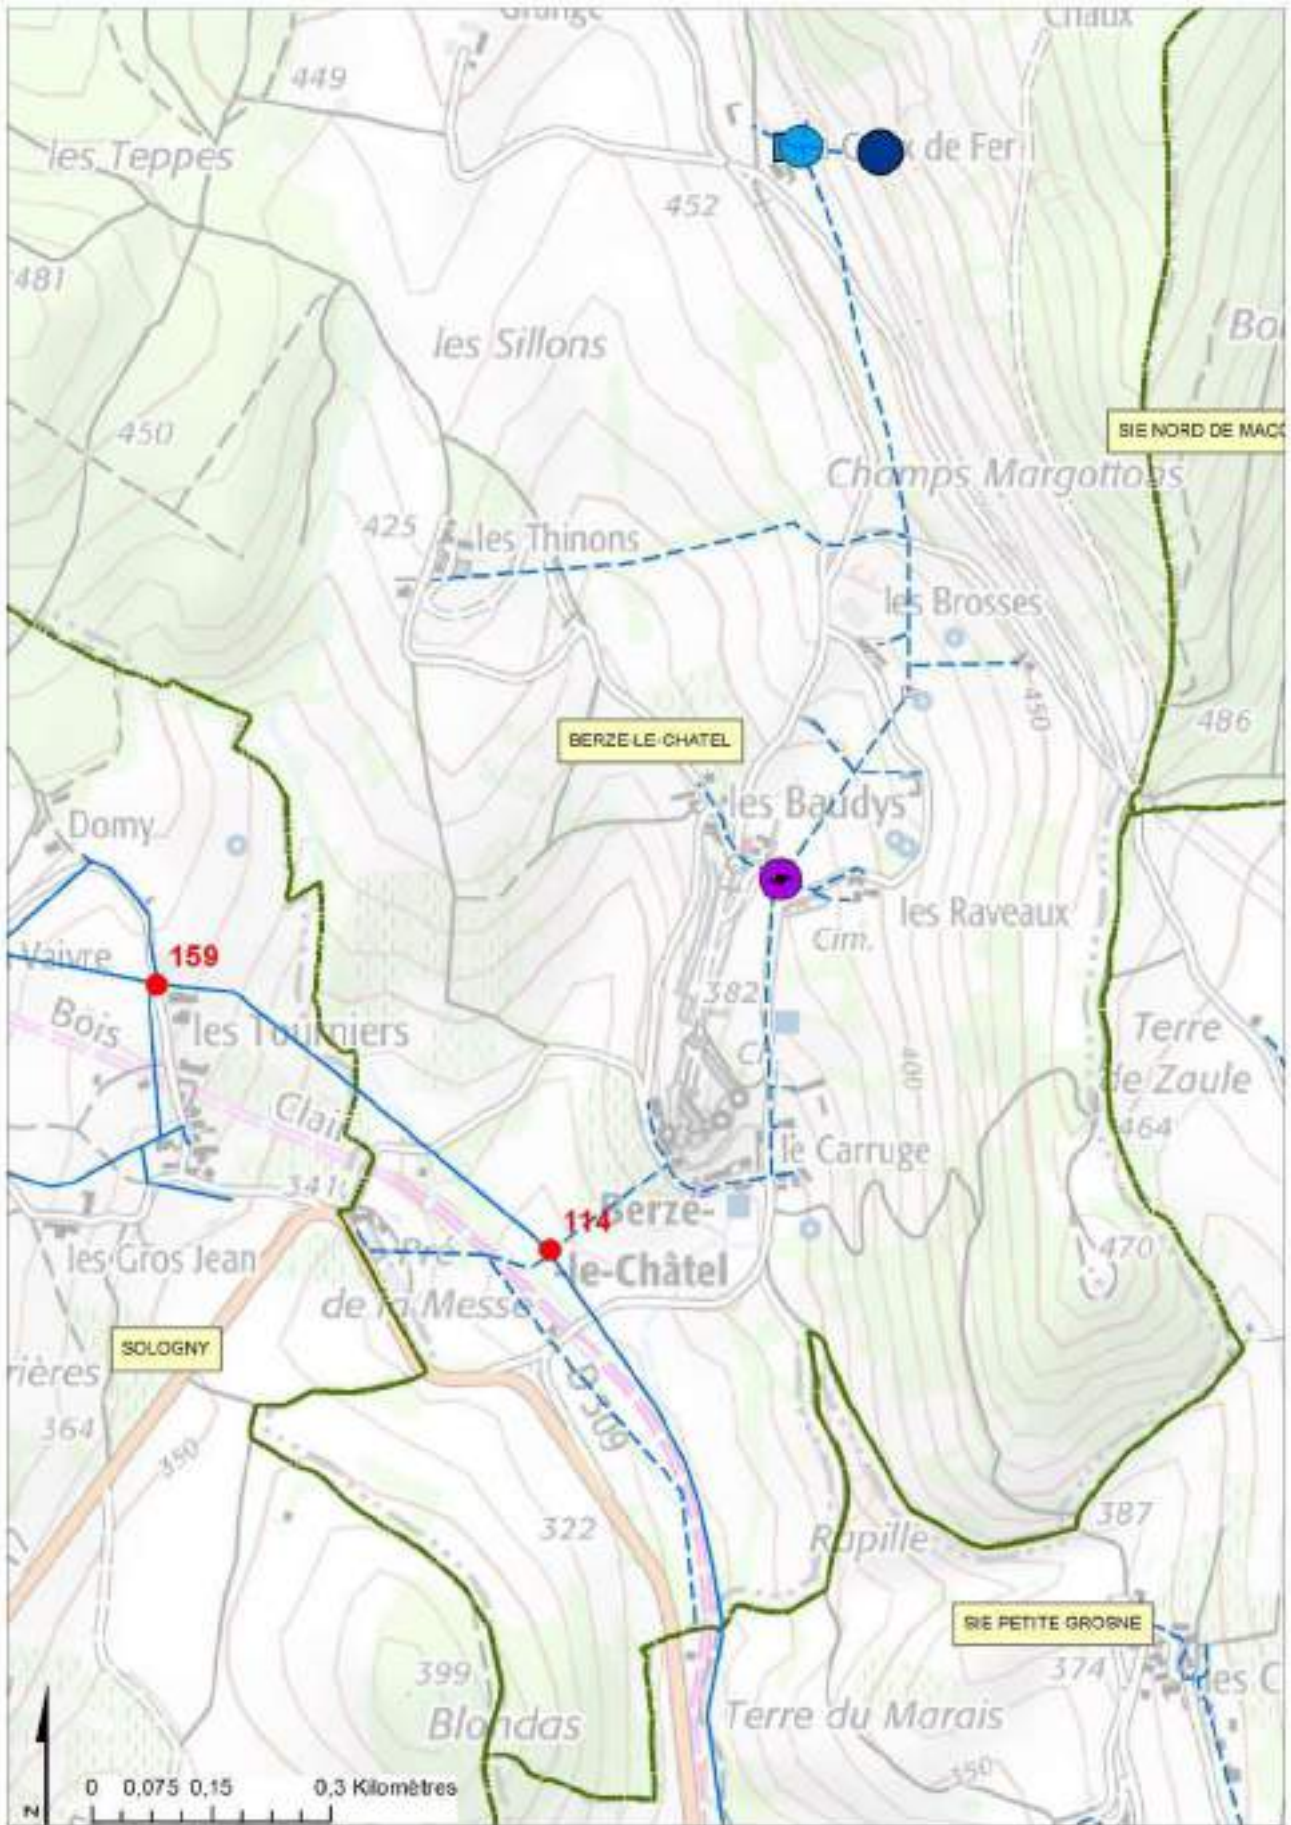 Grange
Chaux
449
les Teppes
de Fer
452
481
les Sillons
450
SIE NORD DE MACO
Champs Margottons
425
les Thinons
les Brosses
450
486
BERZE-LE-CHATEL
Domy
les Baudys
les Raveaux
Cim.
159
Vaivre
382
Bois
les Tourniers
Terre
de Zaule
400
Clair
464
le Carruge
341
114
Berzé-
le-Châtel
les Gros Jean
Pré
de la Messe
470
SOLOGNY
rières
D 309
364
350
322
387
Rupille
SIE PETITE GROSNE
374
les C
399
Blondas
Terre du Marais
350
0 0,075 0,15 0,3 Kilomètres
N